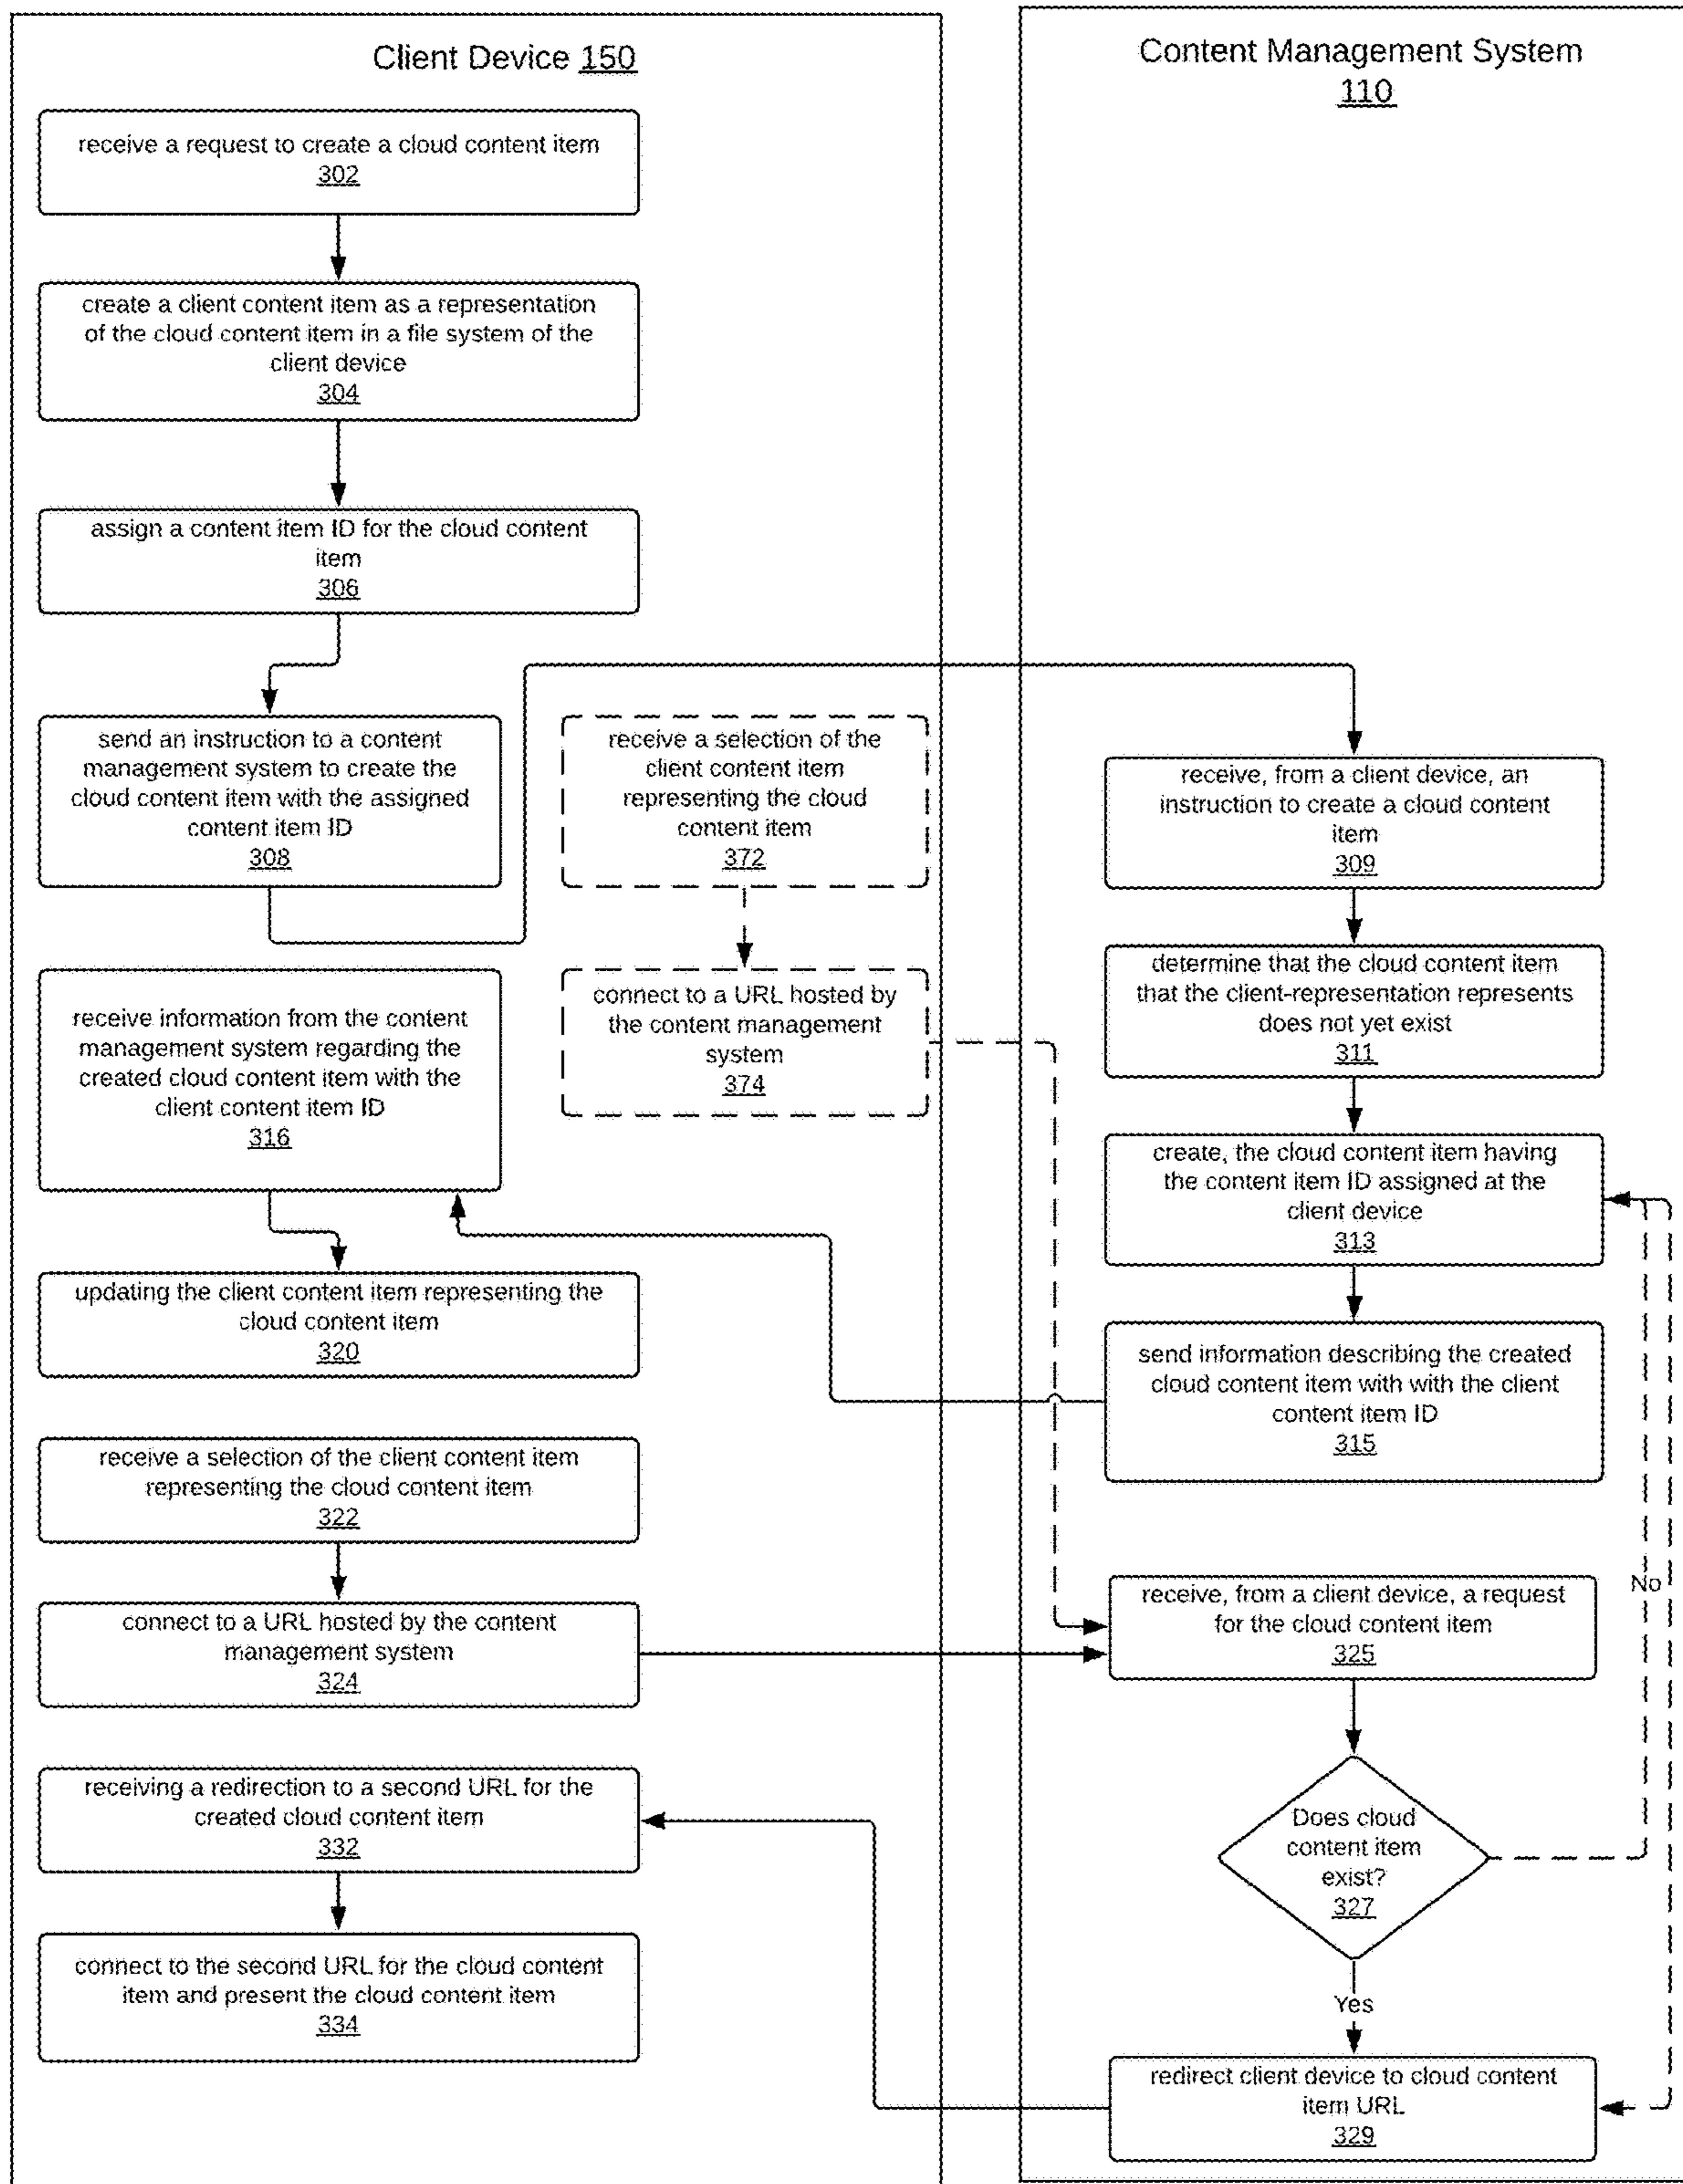 Client Device 150
receive a request to create a cloud content item
302
create a client content item as a representation
of the cloud content item in a file system of the
client device
304
assign a content item ID for the cloud content
item
306
send an instruction to a content
management system to create the
cloud content item with the assigned
content item ID
308
receive a selection of the
client content item
representing the cloud
content item
372
connect to a URL hosted by
the content management
system
374
receive information from the content
management system regarding the
created cloud content item with the
client content item ID
316
updating the client content item representing the
cloud content item
320
receive a selection of the client content item
representing the cloud content item
322
connect to a URL hosted by the content
management system
324
receiving a redirection to a second URL for the
created cloud content item
332
connect to the second URL for the cloud content
item and present the cloud content item
334
Content Management System
110
receive, from a client device, an
instruction to create a cloud content
item
309
determine that the cloud content item
that the client-representation represents
does not yet exist
311
create, the cloud content item having
the content item ID assigned at the
client device
313
send information describing the created
cloud content item with with the client
content item ID
315
receive, from a client device, a request
for the cloud content item
325
No
Does cloud
content item
exist?
327
Yes
redirect client device to cloud content
item URL
329